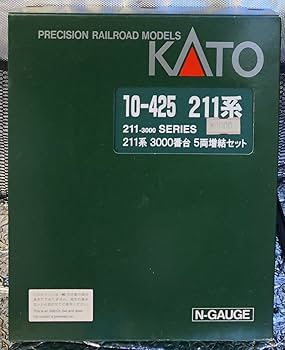 PRECISION RAILROAD MODELS
KATO
10-425 211系
211-3000 SERIES
211系 3000番台 5両増結セット
N-GAUGE